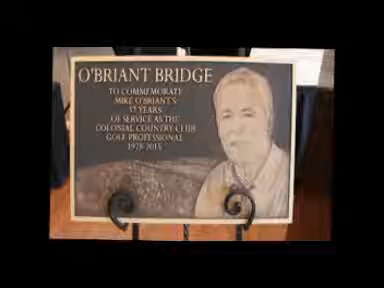 O'BRIANT BRIDGE
TO COMMEMORATE
MIKE O'BRIANT'S
37 YEARS
OF SERVICE AS THE
COLONIAL COUNTRY CLUB
GOLF PROFESSIONAL
1978-2015